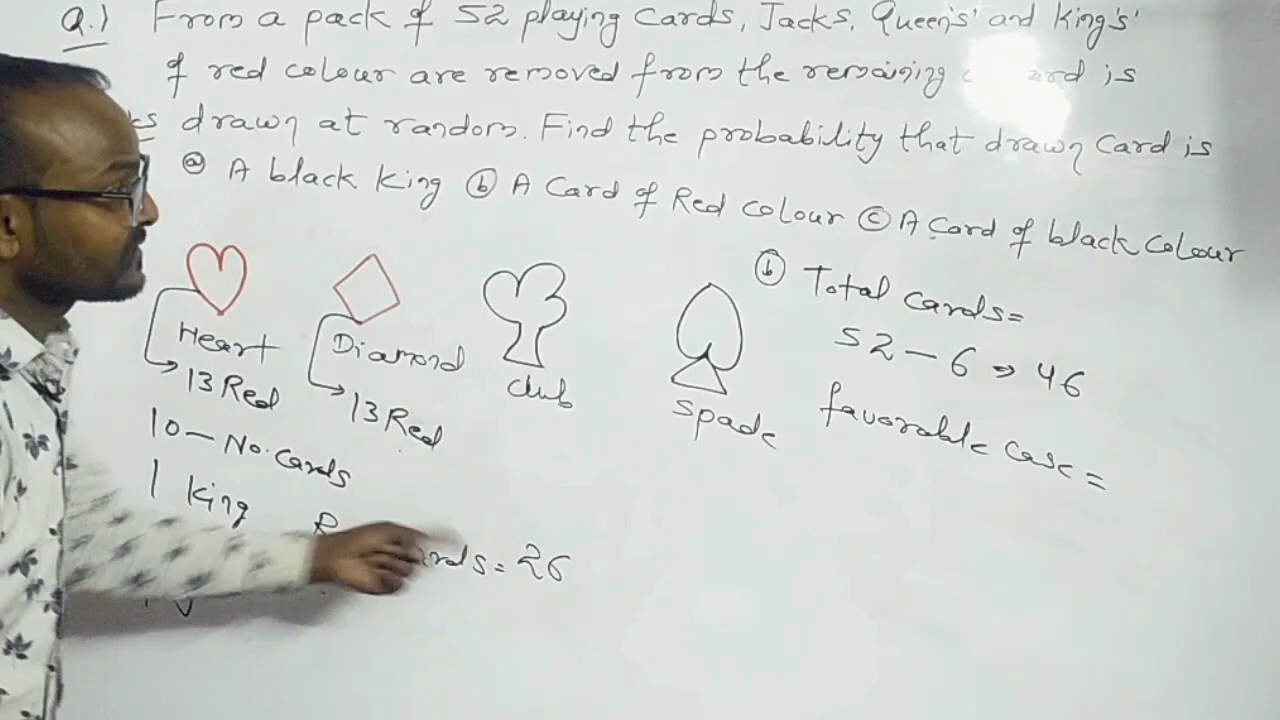 Q.1 From a pack of 52 playing cards, Jacks, Queen's' and King's'
of red colour are removed from the remaining is
drawn at random. Find the probability that drawn card is
ⓐ A black King ⓑ A Card of Red colour ⓒ A Card of black Colour
ⓑ Total cards=
52 - 6 ⇒ 46
favorable case =
Heart
13 Red
10 - No. Cards
1 King
Diamond
13 Red
Club
Spade
= 26